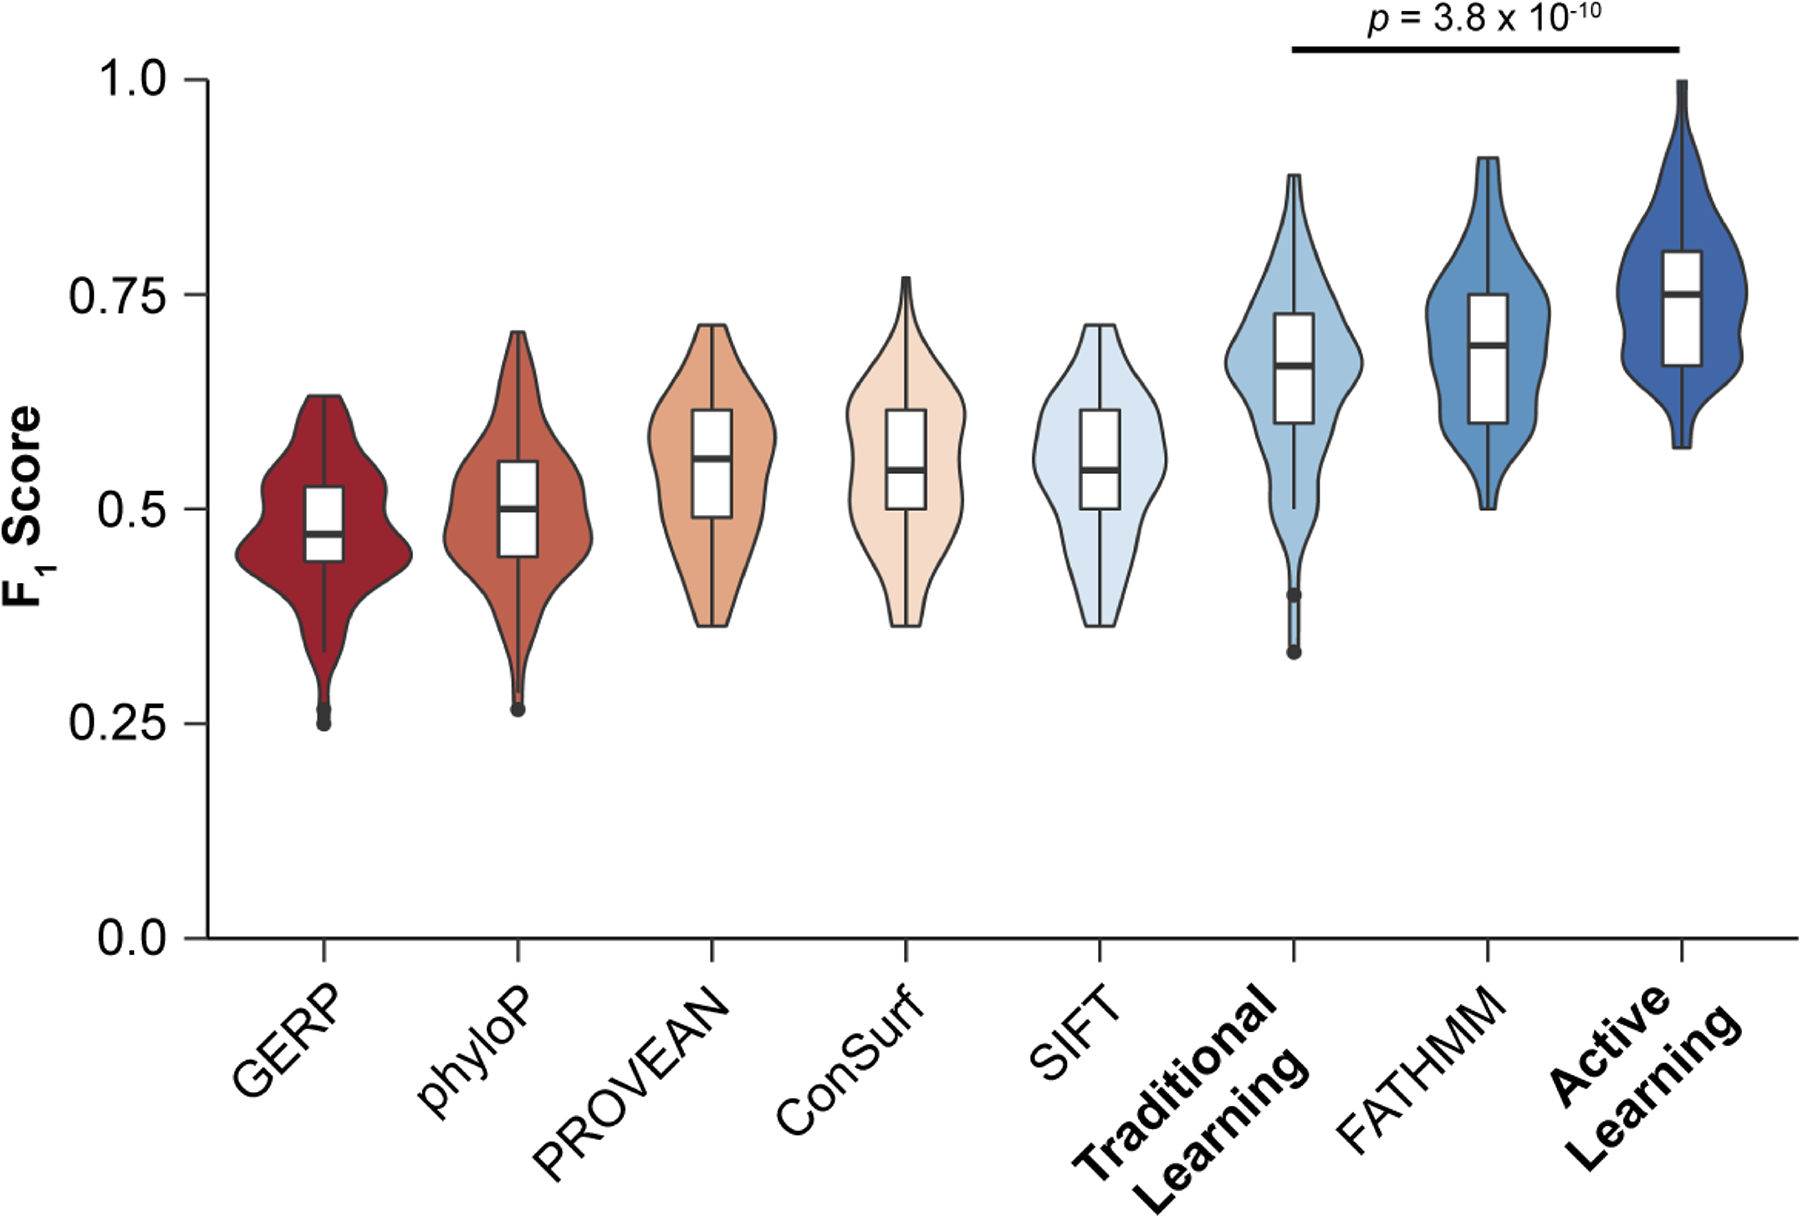 p = 3.8 x 10-10
1.0
0.75
0.5
0.25
0.0
F1 Score
GERP
phyloP
PROVEAN
ConSurf
SIFT
Traditional
Learning
FATHMM
Active
Learning